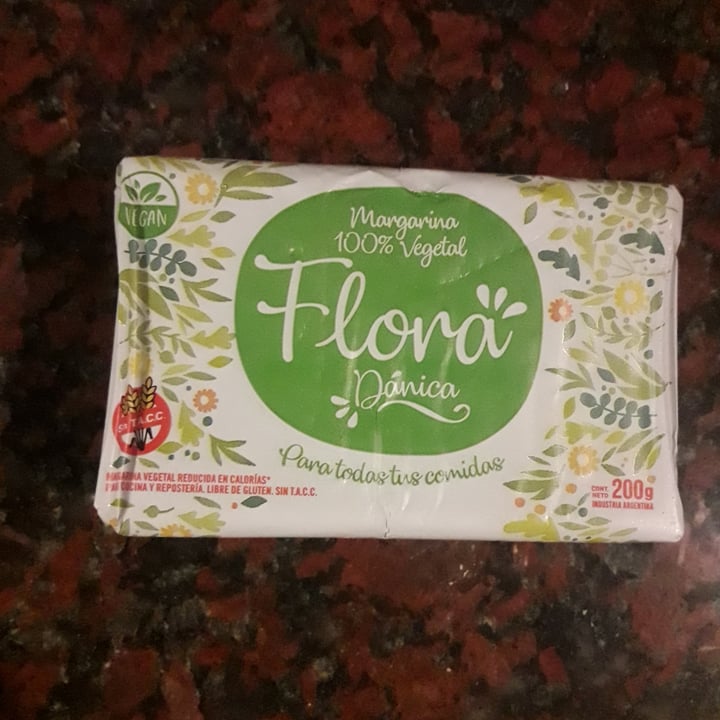 VEGAN
Margarina
100% Vegetal
Flora
Dánica
Para todas tus comidas
SIN T.A.C.C.
MARGARINA VEGETAL REDUCIDA EN CALORÍAS*
PARA COCINA Y REPOSTERÍA. LIBRE DE GLUTEN. SIN T.A.C.C.
CONT. NETO 200g
INDUSTRIA ARGENTINA